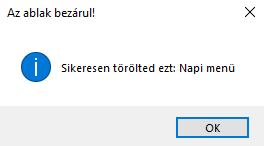 Az ablak bezárul!
Sikeresen törölted ezt: Napi menü
OK